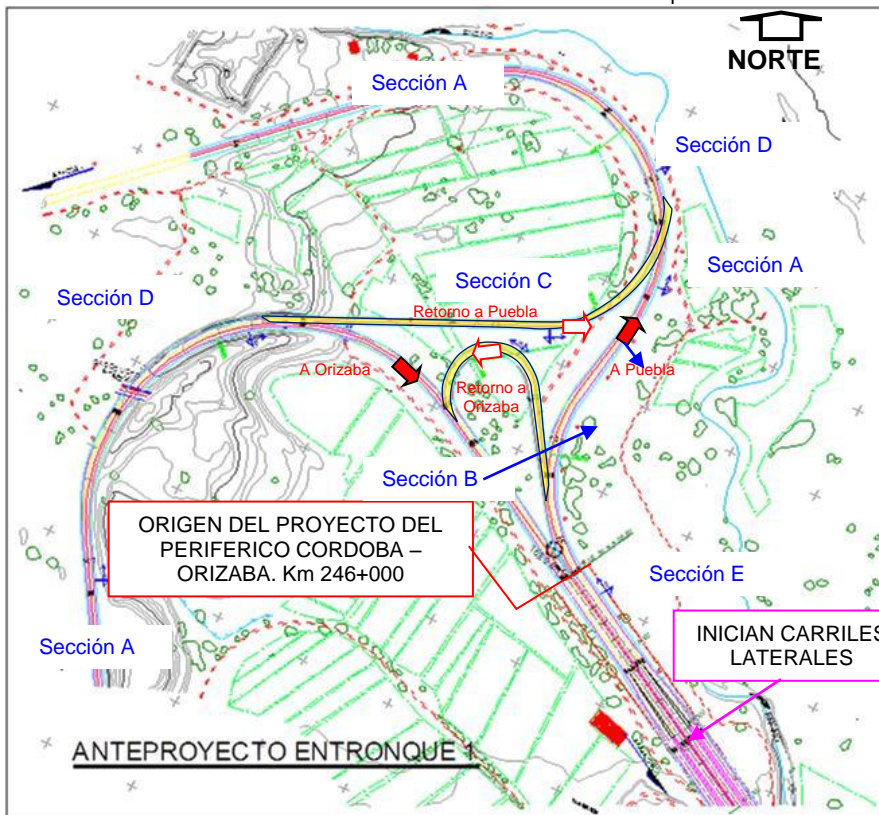 NORTE
Sección A
Sección D
Sección A
Sección C
Sección D
Retorno a Puebla
A Orizaba
Retorno a
Orizaba
A Puebla
Sección B
ORIGEN DEL PROYECTO DEL
PERIFERICO CORDOBA –
ORIZABA. Km 246+000
Sección E
INICIAN CARRILES
LATERALES
Sección A
ANTEPROYECTO ENTRONQUE 1